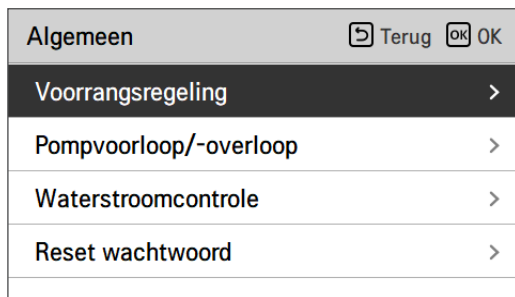 Algemeen Terug OK OK
Voorrangsregeling >
Pompvoorloop/-overloop >
Waterstroomcontrole >
Reset wachtwoord >